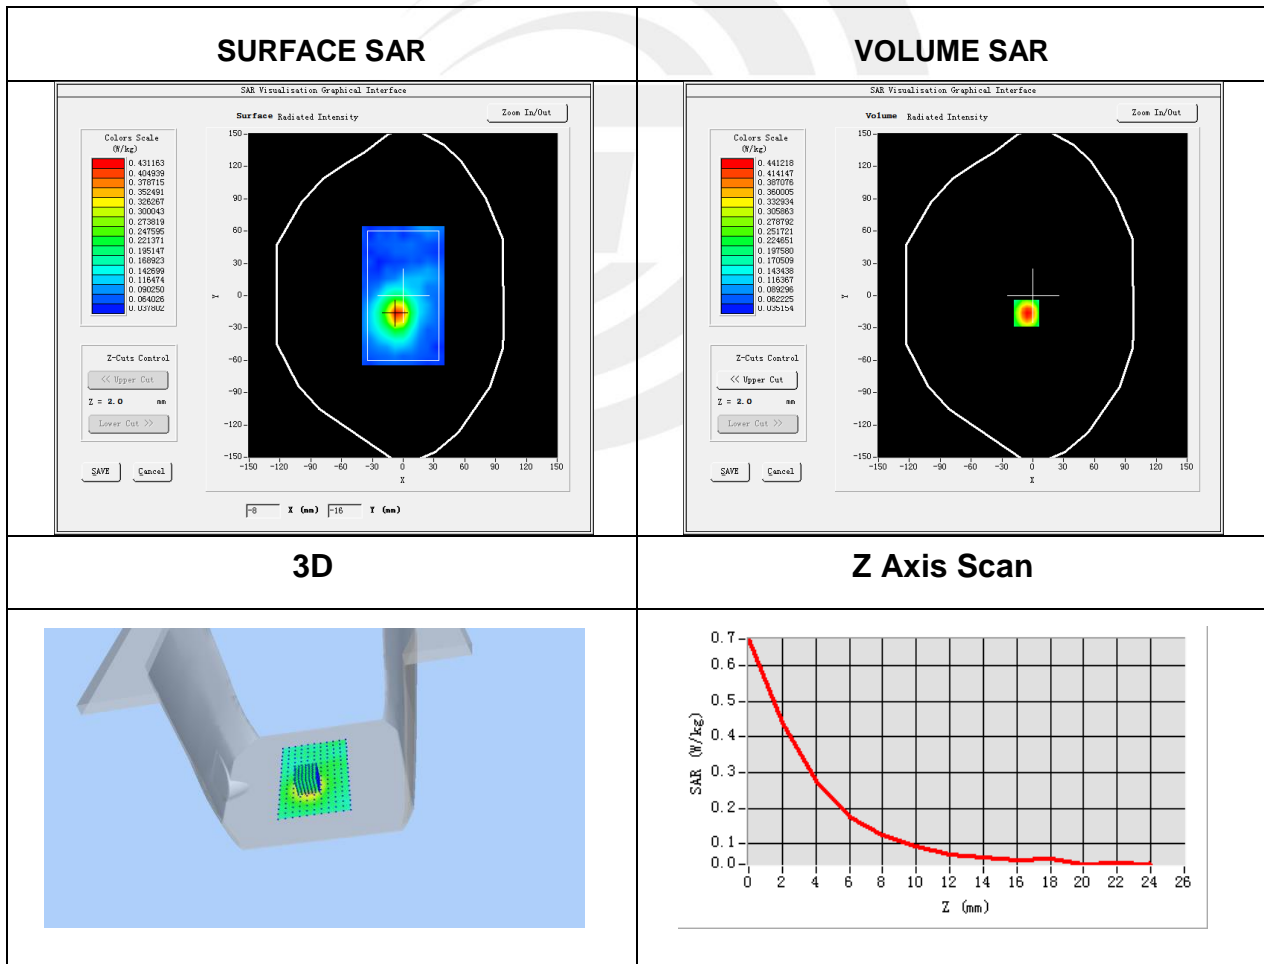 SURFACE SAR
SAR Visualisation Graphical Interface
Surface Radiated Intensity
Zoom In/Out
Colors Scale
(W/kg)
0.431163
0.404939
0.378715
0.352491
0.326267
0.300043
0.273819
0.247595
0.221371
0.195147
0.168923
0.142699
0.116474
0.090250
0.064026
0.037802
Z-Cuts Control
<< Upper Cut
Z = 2.0 mm
Lower Cut >>
SAVE Cancel
150
120
90
60
30
0
-30
-60
-90
-120
-150
Y
-150 -120 -90 -60 -30 0 30 60 90 120 150
X
-8 X (mm) -16 Y (mm)
VOLUME SAR
SAR Visualisation Graphical Interface
Volume Radiated Intensity
Zoom In/Out
Colors Scale
(W/kg)
0.441218
0.414147
0.387076
0.360005
0.332934
0.305863
0.278792
0.251721
0.224651
0.197580
0.170509
0.143438
0.116367
0.089296
0.062225
0.035154
Z-Cuts Control
<< Upper Cut
Z = 2.0 mm
Lower Cut >>
SAVE Cancel
150
120
90
60
30
0
-30
-60
-90
-120
-150
Y
-150 -120 -90 -60 -30 0 30 60 90 120 150
X
3D
Z Axis Scan
0.7
0.6
0.5
0.4
0.3
0.2
0.1
0.0
SAR (W/kg)
0 2 4 6 8 10 12 14 16 18 20 22 24 26
Z (mm)